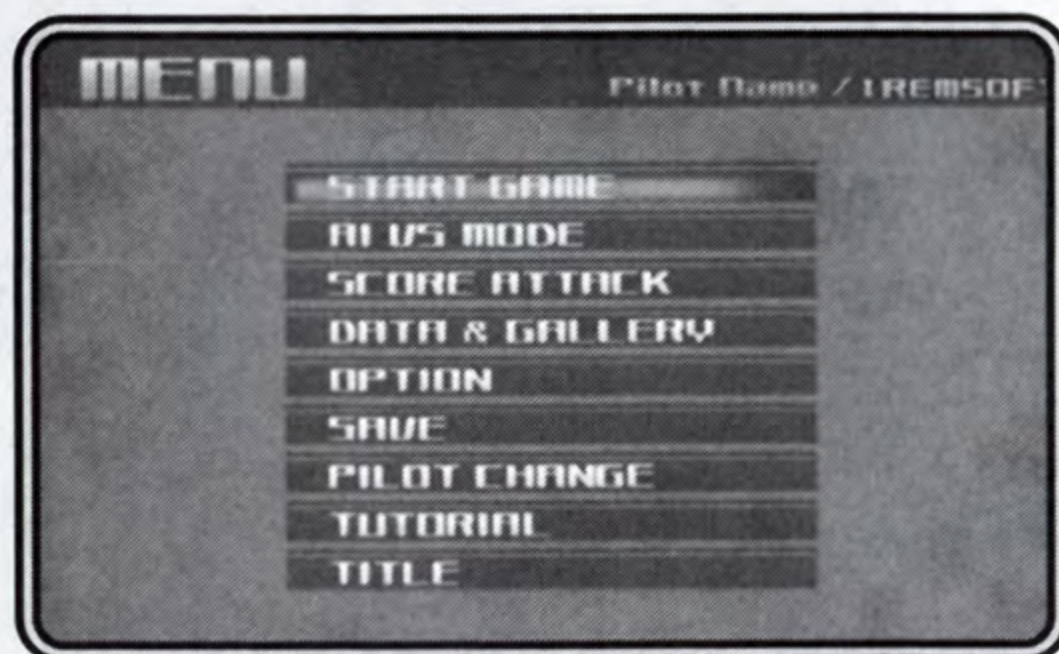 MENU
Pilot Name / IREMSOF
START GAME
AI VS MODE
SCORE ATTACK
DATA & GALLERY
OPTION
SAVE
PILOT CHANGE
TUTORIAL
TITLE